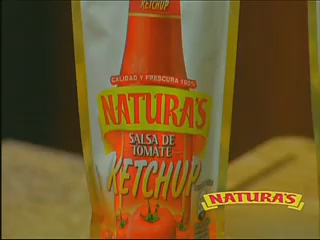 KETCHUP
CALIDAD Y FRESCURA 100%
NATURA'S
SALSA DE
TOMATE
KETCHUP
NATURA'S